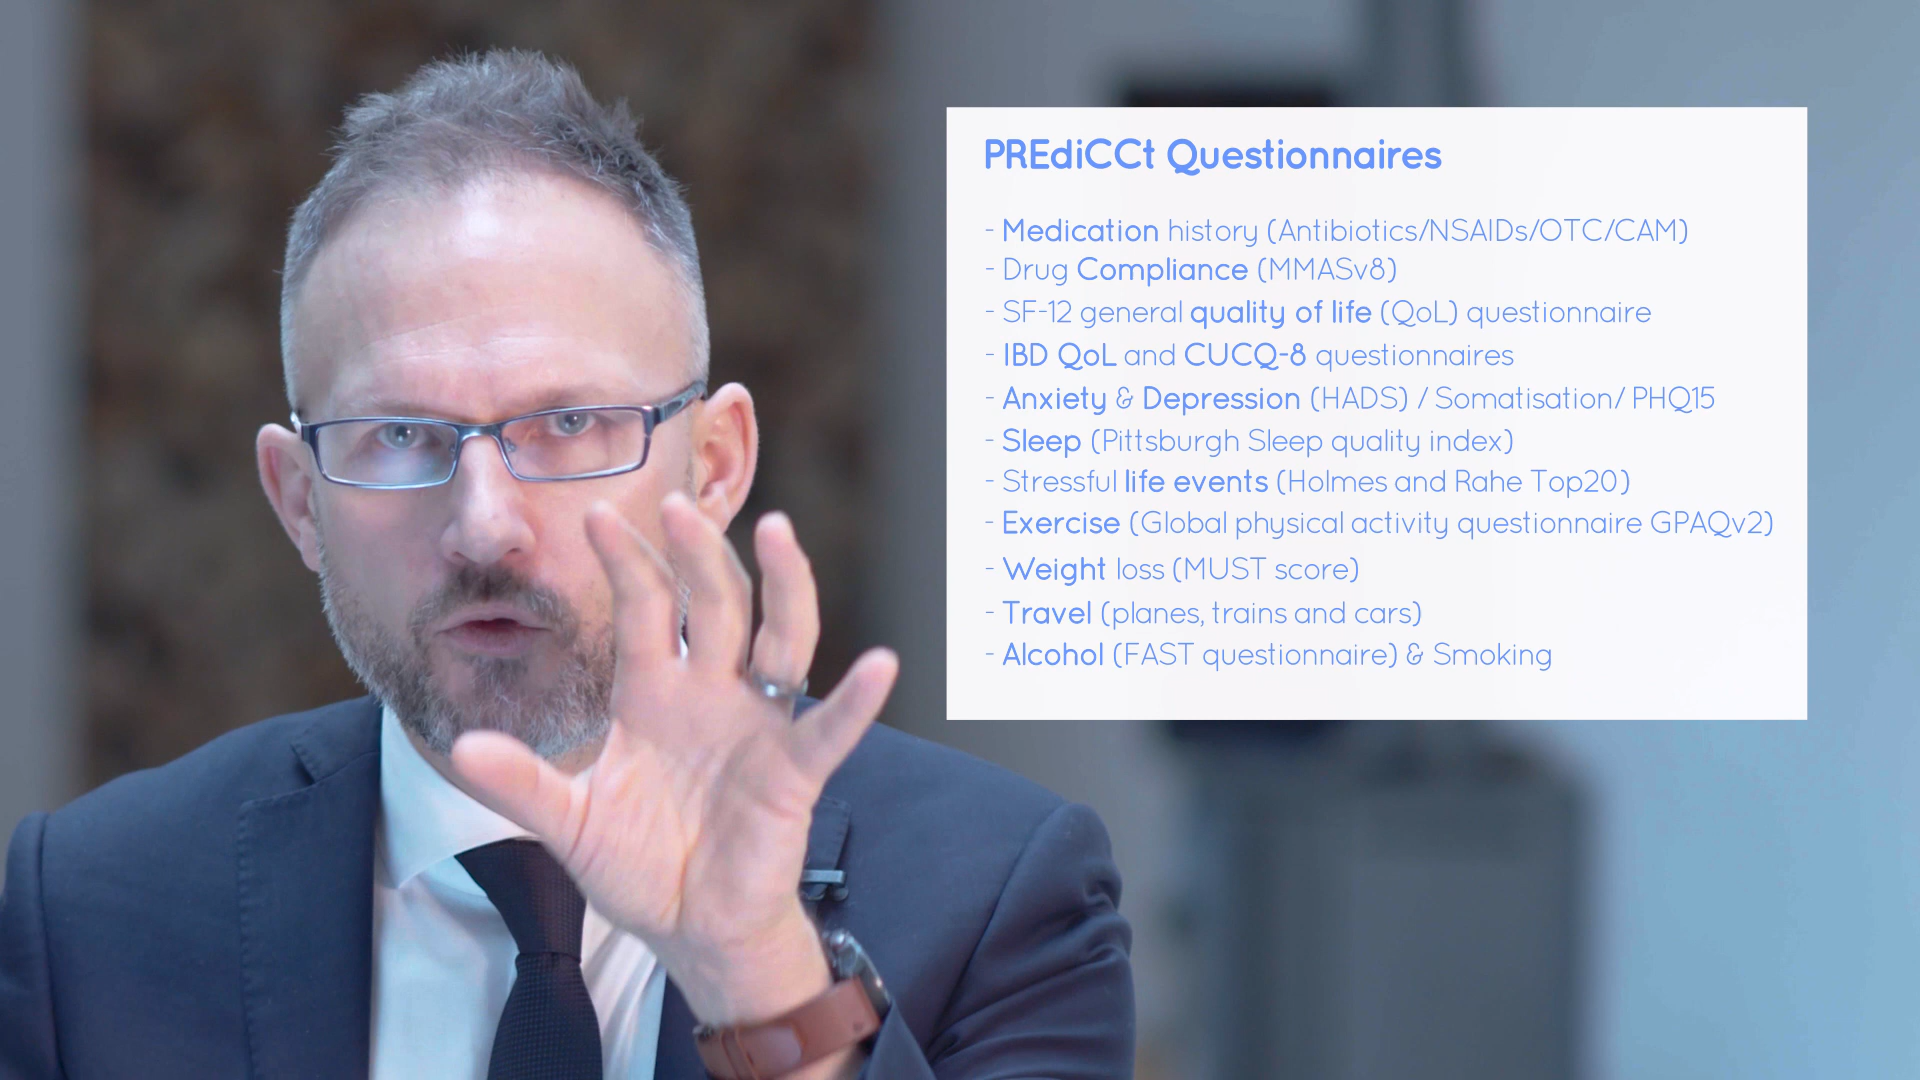 PREdiCCt Questionnaires
- Medication history (Antibiotics/NSAIDs/OTC/CAM)
- Drug Compliance (MMASv8)
- SF-12 general quality of life (QoL) questionnaire
- IBD QoL and CUCQ-8 questionnaires
- Anxiety & Depression (HADS) / Somatisation/ PHQ15
- Sleep (Pittsburgh Sleep quality index)
- Stressful life events (Holmes and Rahe Top20)
- Exercise (Global physical activity questionnaire GPAQv2)
- Weight loss (MUST score)
- Travel (planes, trains and cars)
- Alcohol (FAST questionnaire) & Smoking